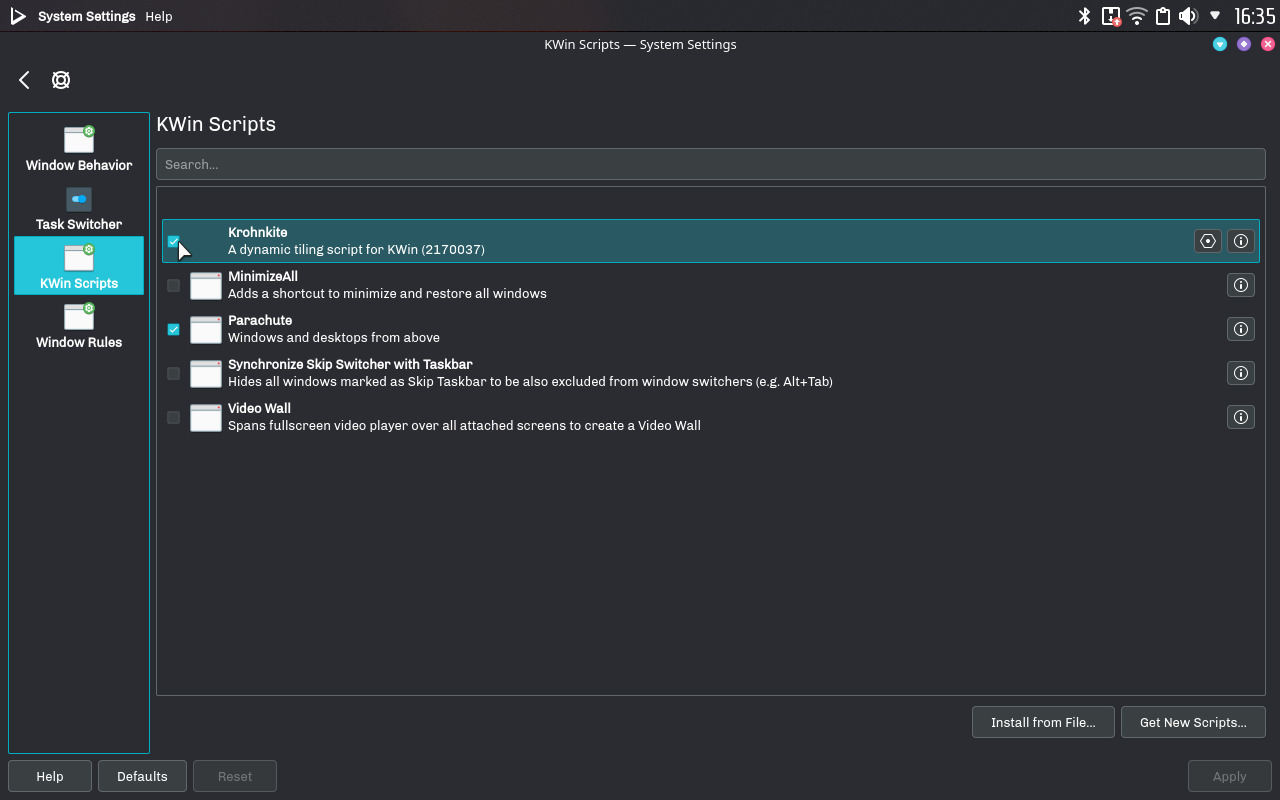 System Settings Help 16:35
KWin Scripts — System Settings
KWin Scripts
Search...
Window Behavior
Task Switcher
KWin Scripts
Window Rules
Krohnkite
A dynamic tiling script for KWin (2170037)
MinimizeAll
Adds a shortcut to minimize and restore all windows
Parachute
Windows and desktops from above
Synchronize Skip Switcher with Taskbar
Hides all windows marked as Skip Taskbar to be also excluded from window switchers (e.g. Alt+Tab)
Video Wall
Spans fullscreen video player over all attached screens to create a Video Wall
Install from File... Get New Scripts...
Help Defaults Reset Apply